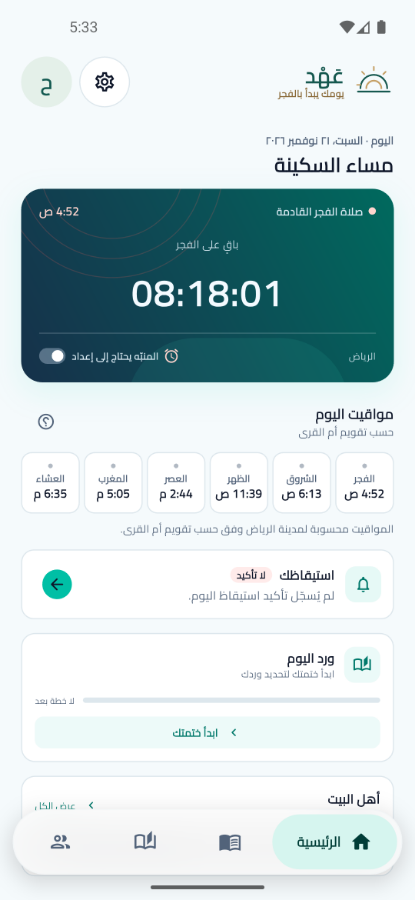 5:33
عَهْد
يومك يبدأ بالفجر
ح
اليوم · السبت، ٢١ نوفمبر ٢٠٢٦
مساء السكينة
صلاة الفجر القادمة
4:52 ص
باقٍ على الفجر
08:18:01
الرياض
المنبّه يحتاج إلى إعداد
مواقيت اليوم
حسب تقويم أم القرى
الفجر
4:52 ص
الشروق
6:13 ص
الظهر
11:39 ص
العصر
2:44 م
المغرب
5:05 م
العشاء
6:35 م
المواقيت محسوبة لمدينة الرياض وفق حسب تقويم أم القرى.
استيقاظك
لا تأكيد
لم يُسجّل تأكيد استيقاظ اليوم.
ورد اليوم
ابدأ ختمتك لتحديد وردك
لا خطة بعد
ابدأ ختمتك
أهل البيت
عرض الكل
الرئيسية